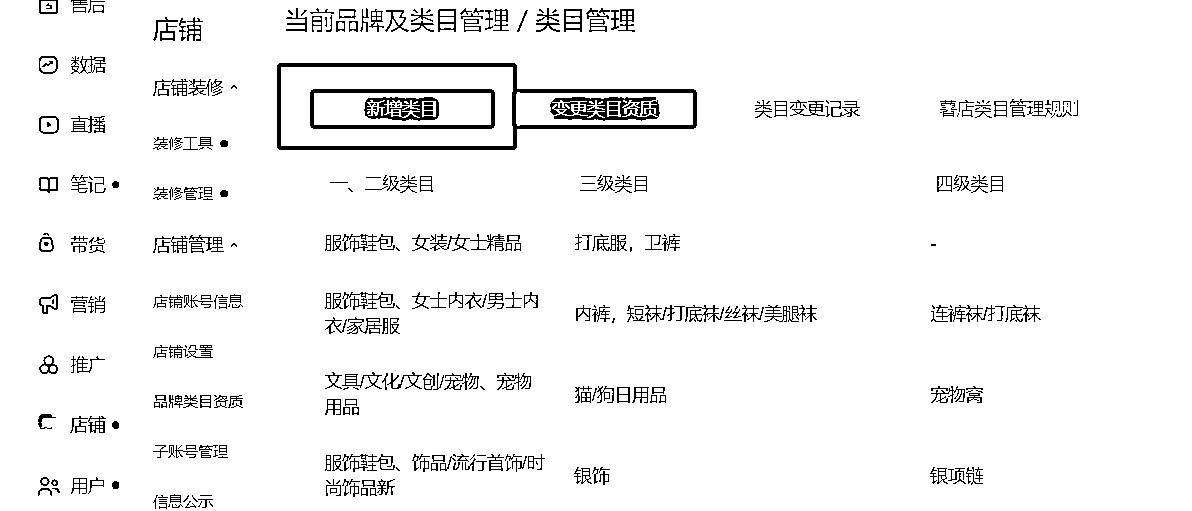 售后
数据
直播
笔记
带货
营销
推广
店铺
用户
店铺
店铺装修
装修工具
装修管理
店铺管理
店铺账号信息
店铺设置
品牌类目资质
子账号管理
信息公示
当前品牌及类目管理 / 类目管理
新增类目 变更类目资质 类目变更记录 薯店类目管理规则
一、二级类目 三级类目 四级类目
服饰鞋包、女装/女士精品 打底服，卫裤 -
服饰鞋包、女士内衣/男士内
衣/家居服
内裤，短袜/打底袜/丝袜/美腿袜 连裤袜/打底袜
文具/文化/文创/宠物、宠物
用品
猫/狗日用品 宠物窝
服饰鞋包、饰品/流行首饰/时
尚饰品新
银饰 银项链